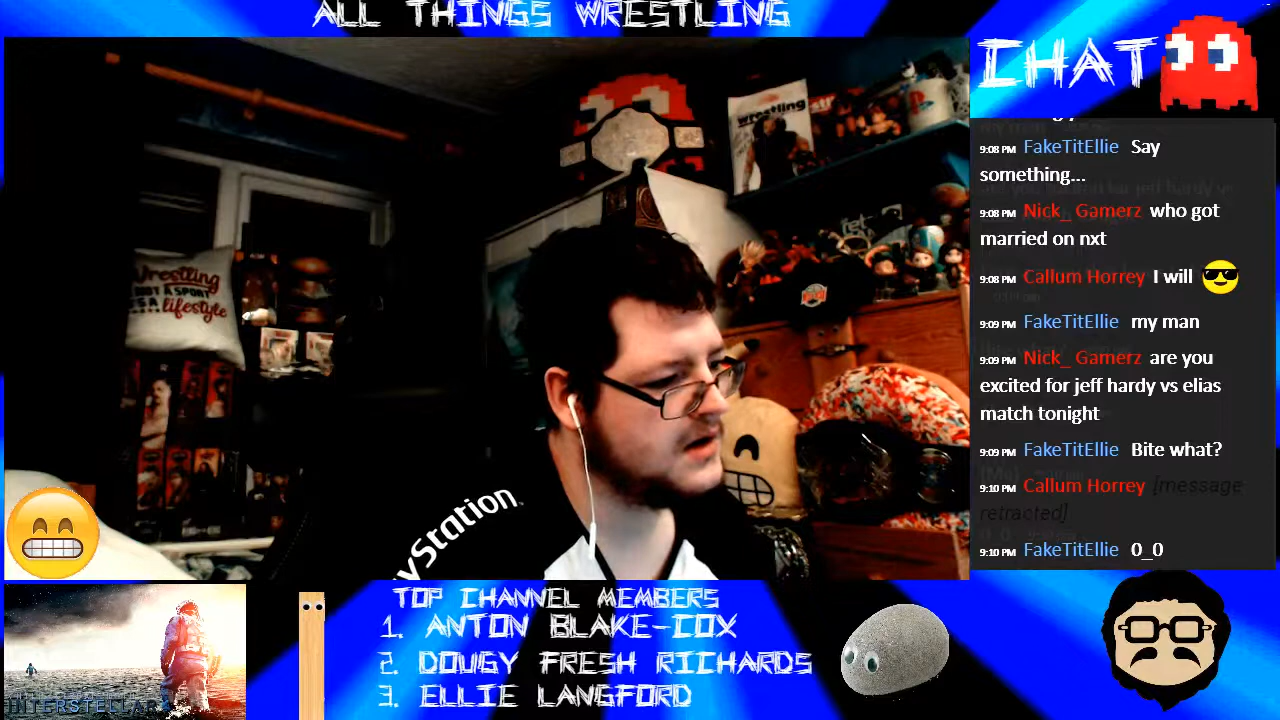 ALL THINGS WRESTLING
CHAT
9:08 PM FakeTitEllie Say
something...
9:08 PM Nick_ Gamerz who got
married on nxt
9:08 PM Callum Horrey I will
9:09 PM FakeTitEllie my man
9:09 PM Nick_ Gamerz are you
excited for jeff hardy vs elias
match tonight
9:09 PM FakeTitEllie Bite what?
9:10 PM Callum Horrey [message
retracted]
9:10 PM FakeTitEllie 0_0
wrestling
Wrestling
A SPORT
lifestyle
yStation
INTERSTELLAR
TOP CHANNEL MEMBERS
1. ANTON BLAKE-COX
2. DOUGY FRESH RICHARDS
3. ELLIE LANGFORD